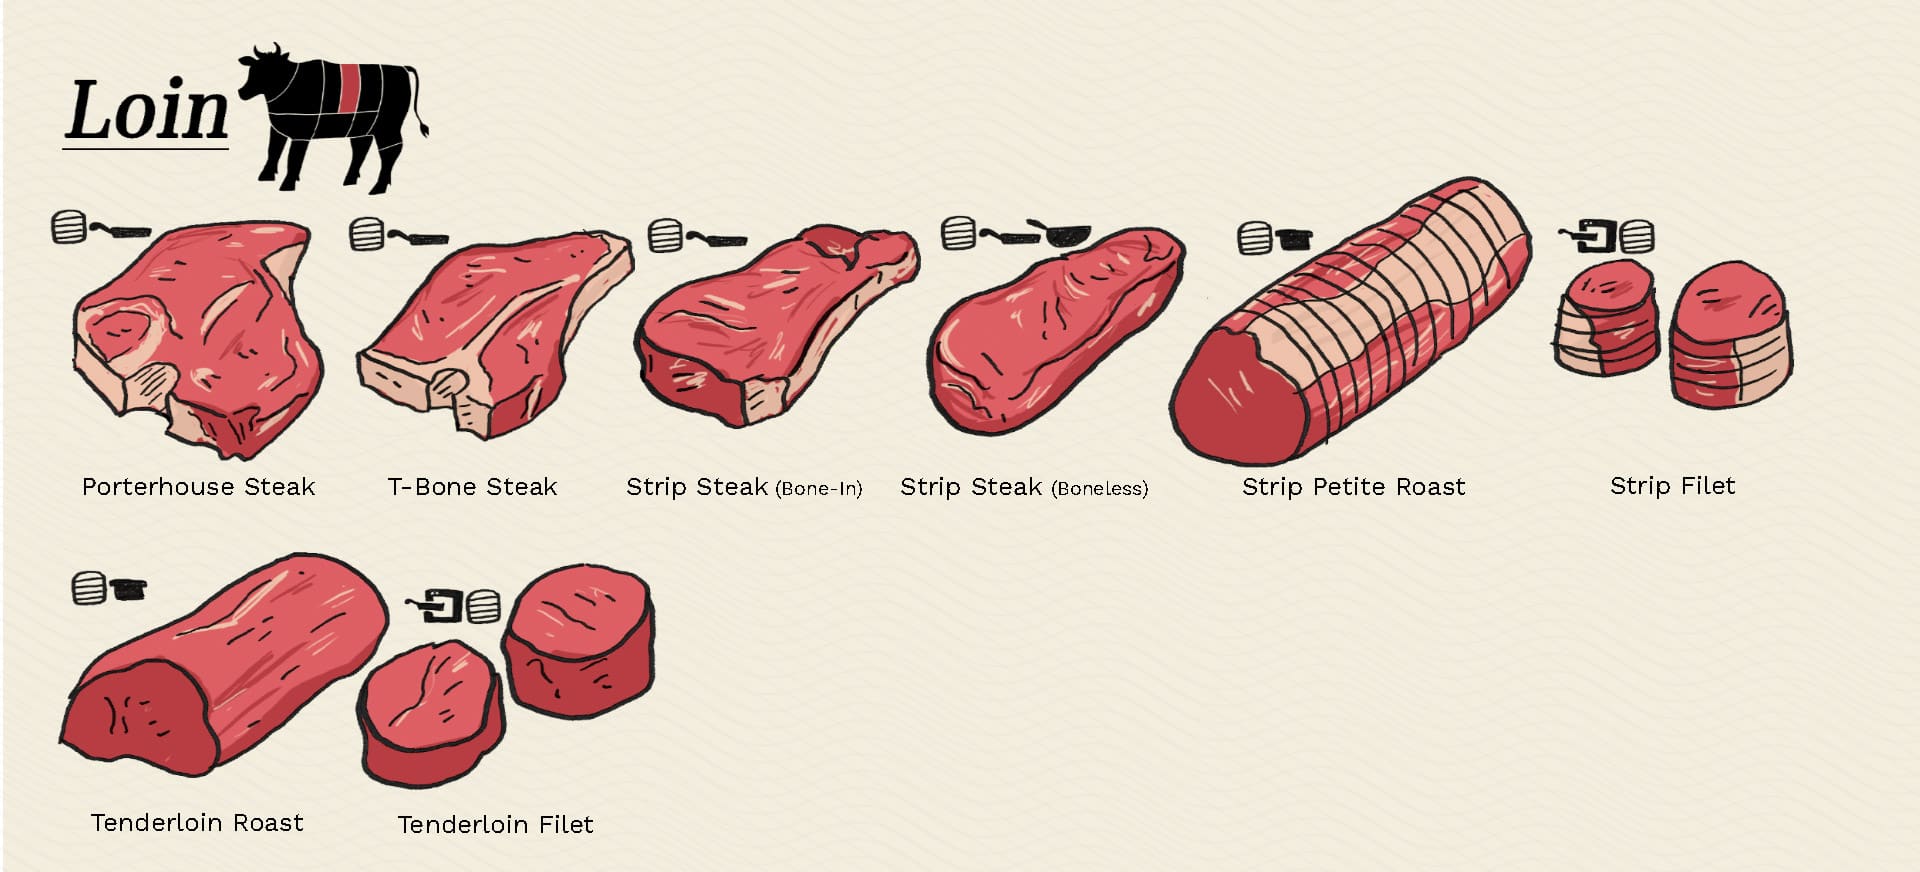 Loin
Porterhouse Steak
T-Bone Steak
Strip Steak (Bone-In)
Strip Steak (Boneless)
Strip Petite Roast
Strip Filet
Tenderloin Roast
Tenderloin Filet